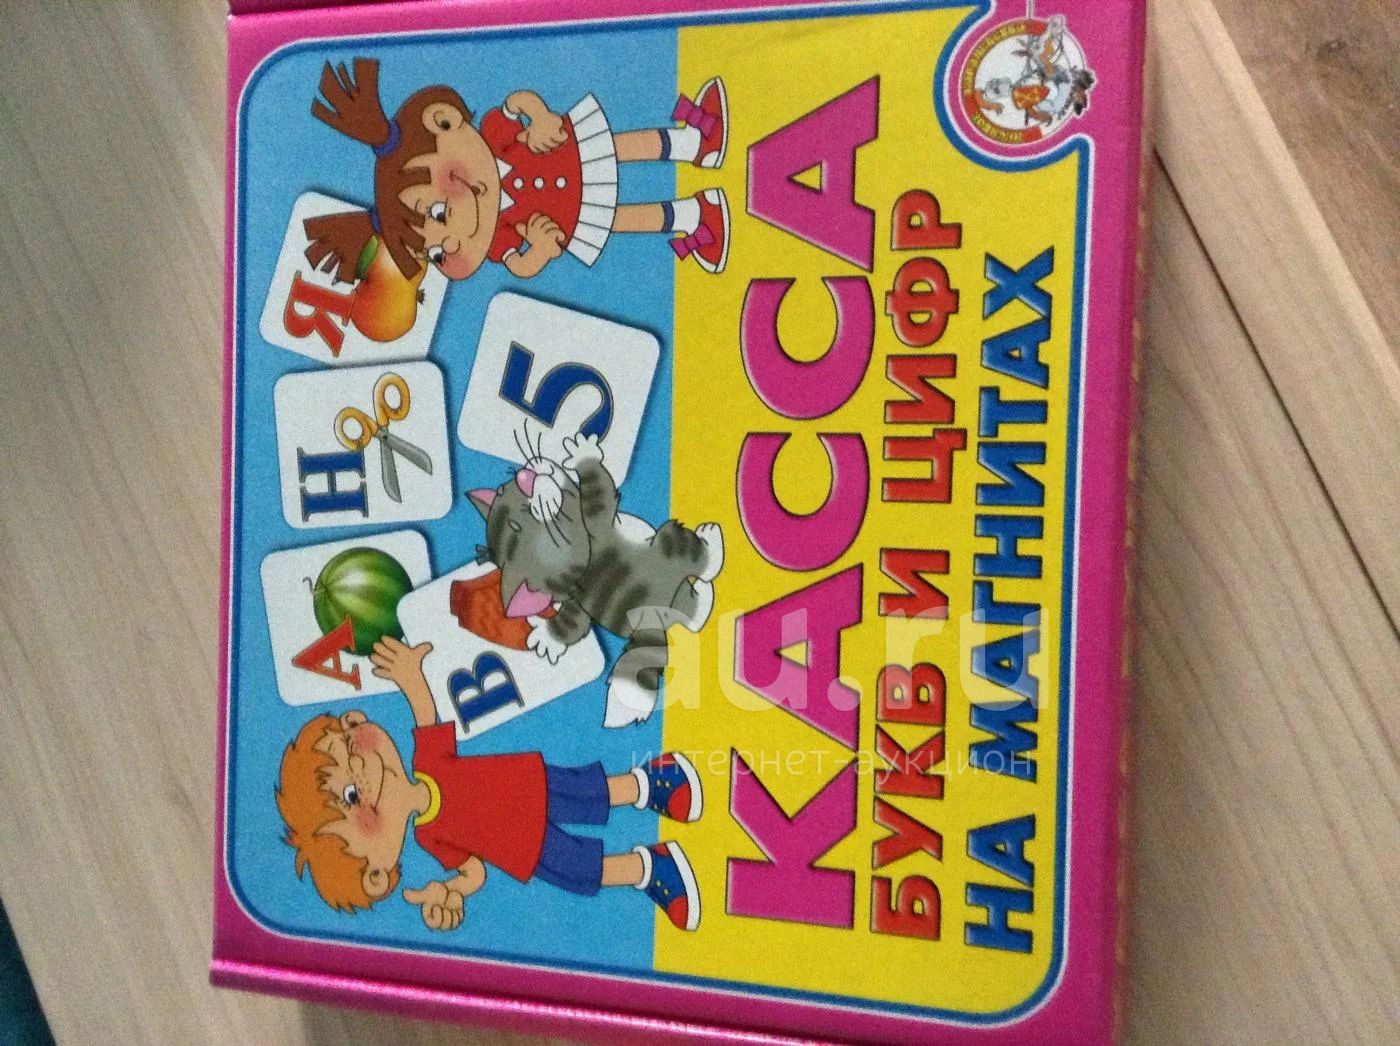 А Н Я
В 5
КАССА
БУКВ И ЦИФР
НА МАГНИТАХ
au.ru
интернет-аукцион